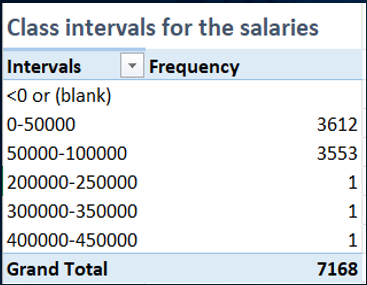 Class intervals for the salaries
Intervals Frequency
<0 or (blank)
0-50000 3612
50000-100000 3553
200000-250000 1
300000-350000 1
400000-450000 1
Grand Total 7168